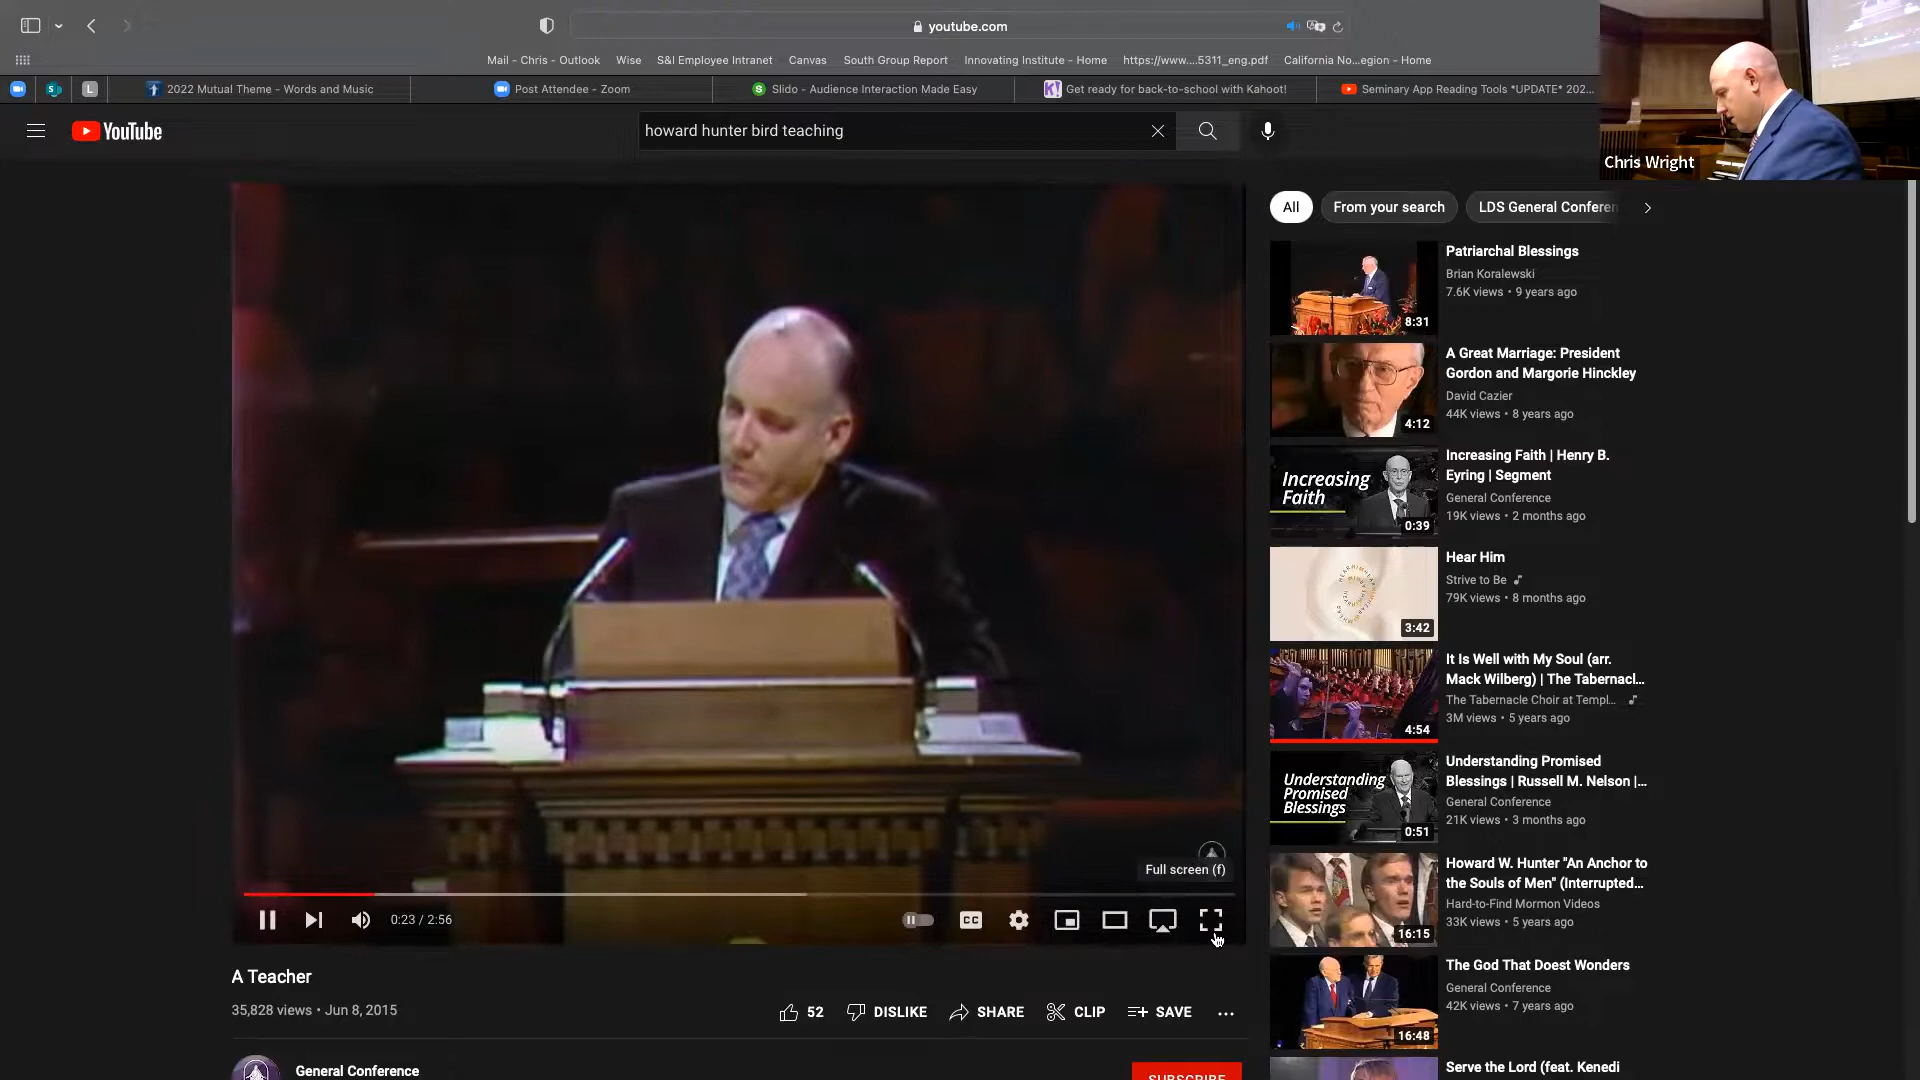 youtube.com
Mail - Chris - Outlook Wise S&I Employee Intranet Canvas South Group Report Innovating Institute - Home https://www....5311_eng.pdf California No...egion - Home
L 2022 Mutual Theme - Words and Music Post Attendee - Zoom Slido - Audience Interaction Made Easy Get ready for back-to-school with Kahoot! Seminary App Reading Tools *UPDATE* 202...
YouTube
howard hunter bird teaching
Chris Wright
All From your search LDS General Conferen
Patriarchal Blessings
Brian Koralewski
7.6K views • 9 years ago
8:31
A Great Marriage: President
Gordon and Margorie Hinckley
David Cazier
44K views • 8 years ago
4:12
Increasing Faith | Henry B.
Eyring | Segment
General Conference
19K views • 2 months ago
Increasing
Faith
0:39
Hear Him
Strive to Be
79K views • 8 months ago
3:42
It Is Well with My Soul (arr.
Mack Wilberg) | The Tabernacl...
The Tabernacle Choir at Templ...
3M views • 5 years ago
4:54
Understanding Promised
Blessings | Russell M. Nelson |...
General Conference
21K views • 3 months ago
Understanding
Promised
Blessings
0:51
Howard W. Hunter "An Anchor to
the Souls of Men" (Interrupted...
Hard-to-Find Mormon Videos
33K views • 5 years ago
16:15
The God That Doest Wonders
General Conference
42K views • 7 years ago
16:48
Serve the Lord (feat. Kenedi
Full screen (f)
0:23 / 2:56
CC
A Teacher
35,828 views • Jun 8, 2015
52 DISLIKE SHARE CLIP SAVE
General Conference
SUBSCRIBE